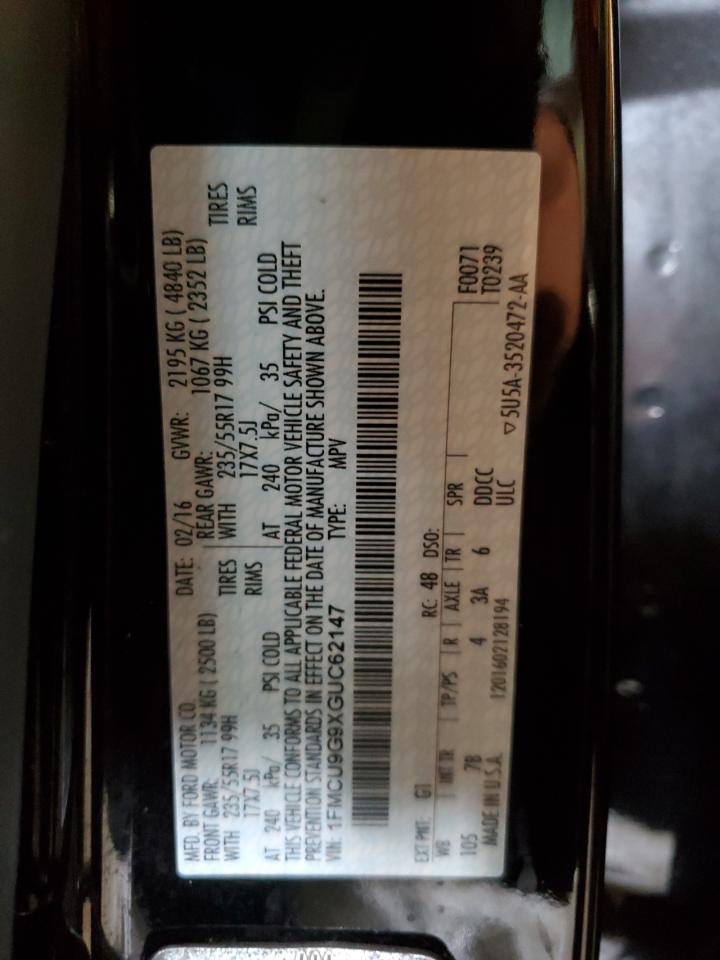 MFD. BY FORD MOTOR CO. DATE: 02/16 GVWR: 2195 KG ( 4840 LB)
FRONT GAWR: 1134 KG ( 2500 LB) REAR GAWR: 1067 KG ( 2352 LB)
WITH 235/55R17 99H TIRES WITH 235/55R17 99H TIRES
17X7.5J RIMS 17X7.5J RIMS
AT 240 kPa/ 35 PSI COLD AT 240 kPa/ 35 PSI COLD
THIS VEHICLE CONFORMS TO ALL APPLICABLE FEDERAL MOTOR VEHICLE SAFETY AND THEFT
PREVENTION STANDARDS IN EFFECT ON THE DATE OF MANUFACTURE SHOWN ABOVE.
VIN: 1FMCU9G9XGUC62147 TYPE: MPV
EXT PNT: G1 RC: 48 DSO: F0071
WB INT TR TP/PS R AXLE TR SPR T0239
105 7B 4 3A 6 DDCC
MADE IN U.S.A. 1201602128194 ULC ▽5U5A-3520472-AA